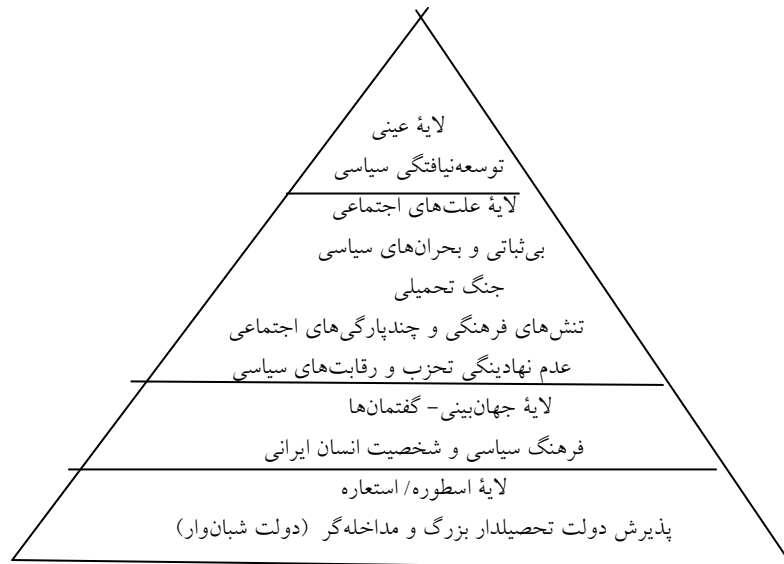 لایهٔ عینی
توسعه‌نیافتگی سیاسی
لایهٔ علت‌های اجتماعی
بی‌ثباتی و بحران‌های سیاسی
جنگ تحمیلی
تنش‌های فرهنگی و چندپارگی‌های اجتماعی
عدم نهادینگی تحزب و رقابت‌های سیاسی
لایهٔ جهان‌بینی- گفتمان‌ها
فرهنگ سیاسی و شخصیت انسان ایرانی
لایهٔ اسطوره/ استعاره
پذیرش دولت تحصیلدار بزرگ و مداخله‌گر (دولت شبان‌وار)